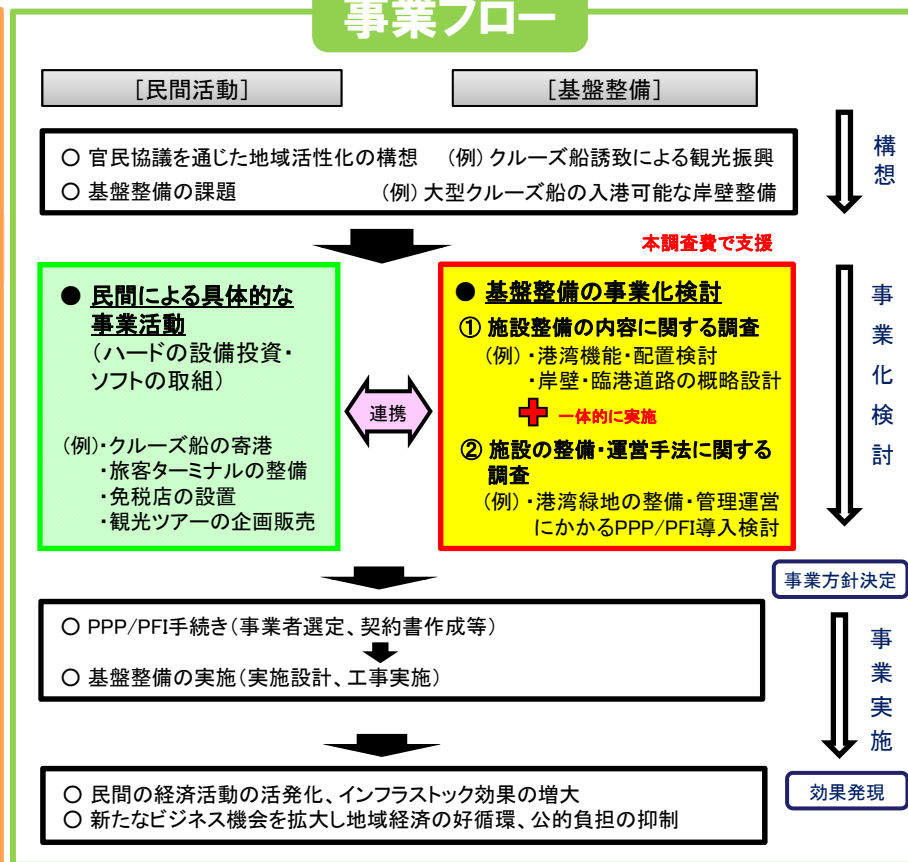 事業フロー
[民間活動]
[基盤整備]
○ 官民協議を通じた地域活性化の構想 (例)クルーズ船誘致による観光振興
○ 基盤整備の課題 (例)大型クルーズ船の入港可能な岸壁整備
構想
本調査費で支援
● 民間による具体的な
事業活動
(ハードの設備投資・
ソフトの取組)
(例)・クルーズ船の寄港
・旅客ターミナルの整備
・免税店の設置
・観光ツアーの企画販売
連携
● 基盤整備の事業化検討
① 施設整備の内容に関する調査
(例)・港湾機能・配置検討
・岸壁・臨港道路の概略設計
一体的に実施
② 施設の整備・運営手法に関する
調査
(例)・港湾緑地の整備・管理運営
にかかるPPP/PFI導入検討
事業化検討
事業方針決定
○ PPP/PFI手続き(事業者選定、契約書作成等)
○ 基盤整備の実施(実施設計、工事実施)
事業実施
○ 民間の経済活動の活発化、インフラストック効果の増大
○ 新たなビジネス機会を拡大し地域経済の好循環、公的負担の抑制
効果発現